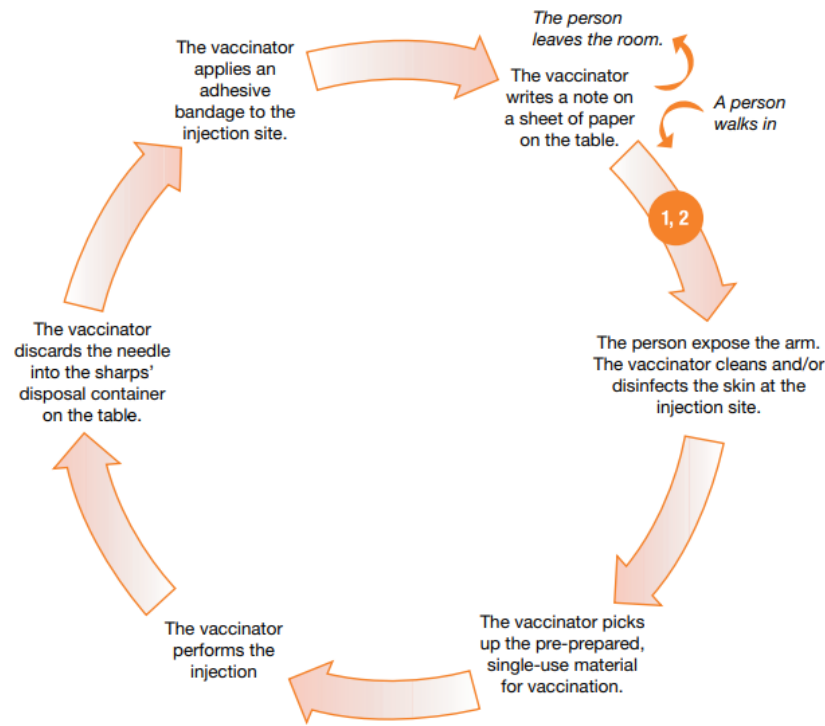 The person
leaves the room.
The vaccinator
applies an
adhesive
bandage to the
injection site.
The vaccinator
writes a note on
a sheet of paper
on the table.
A person
walks in
1, 2
The person expose the arm.
The vaccinator cleans and/or
disinfects the skin at the
injection site.
The vaccinator picks
up the pre-prepared,
single-use material
for vaccination.
The vaccinator
performs the
injection
The vaccinator
discards the needle
into the sharps’
disposal container
on the table.